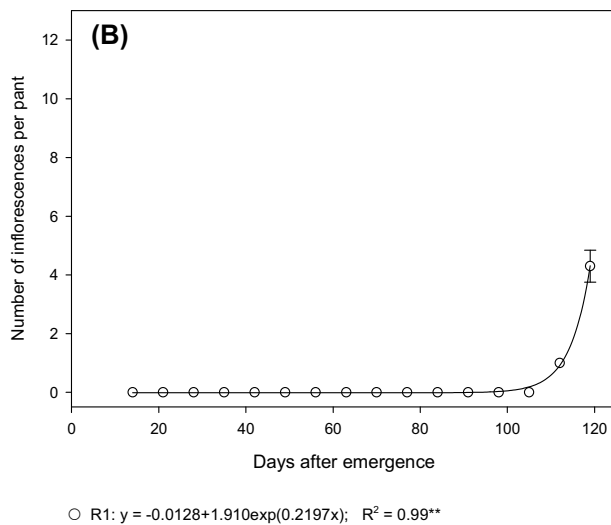 (B)
12
10
8
6
4
2
0
Number of inflorescences per pant
0 20 40 60 80 100 120
Days after emergence
R1: y = -0.0128+1.910exp(0.2197x); R² = 0.99**